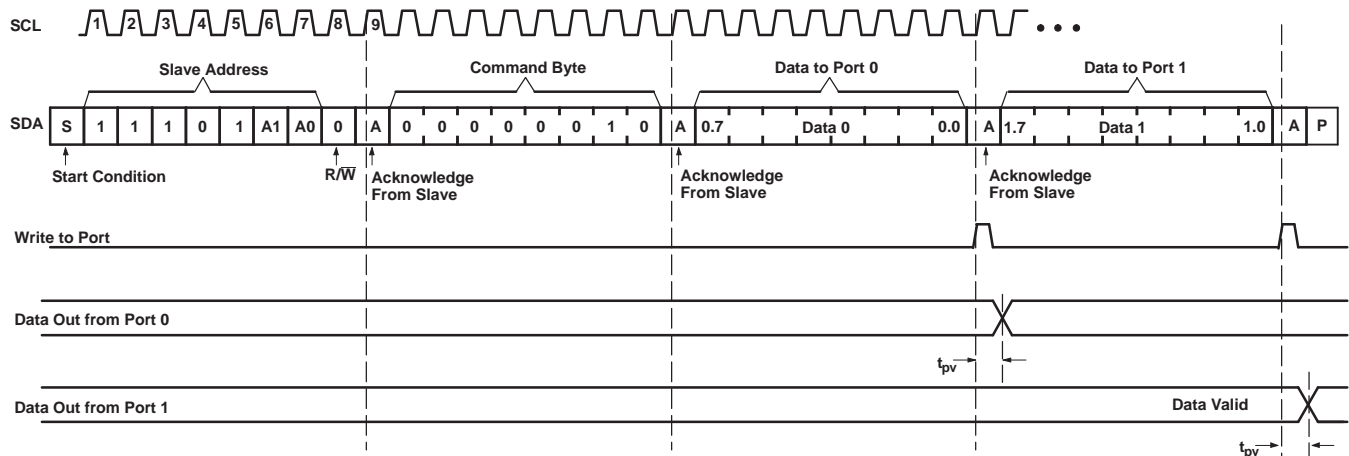 SCL 1 2 3 4 5 6 7 8 9 • • •
Slave Address Command Byte Data to Port 0 Data to Port 1
SDA S 1 1 1 0 1 A1 A0 0 A 0 0 0 0 0 0 1 0 A 0.7 Data 0 0.0 A 1.7 Data 1 1.0 A P
Start Condition R/W̅ Acknowledge From Slave Acknowledge From Slave Acknowledge From Slave
Write to Port
Data Out from Port 0
tpv
Data Out from Port 1 Data Valid
tpv